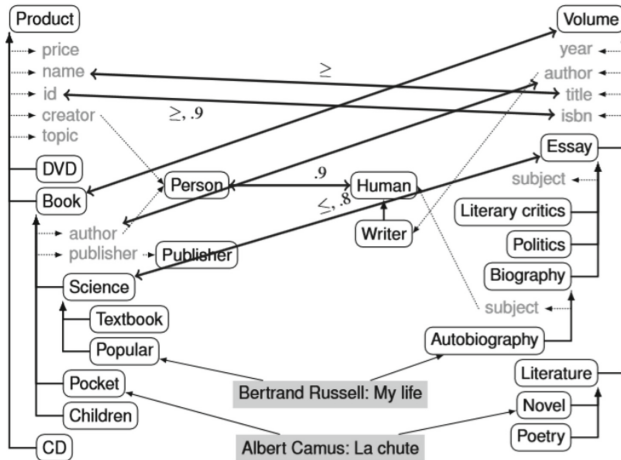 Product
Volume
price
year
name
≥
author
id
title
creator
≥, .9
isbn
topic
Essay
DVD
Person
.9
Human
subject
Book
≤, .8
Literary critics
author
Writer
publisher
Publisher
Politics
Science
Biography
Textbook
subject
Popular
Autobiography
Pocket
Bertrand Russell: My life
Literature
Children
Novel
CD
Albert Camus: La chute
Poetry